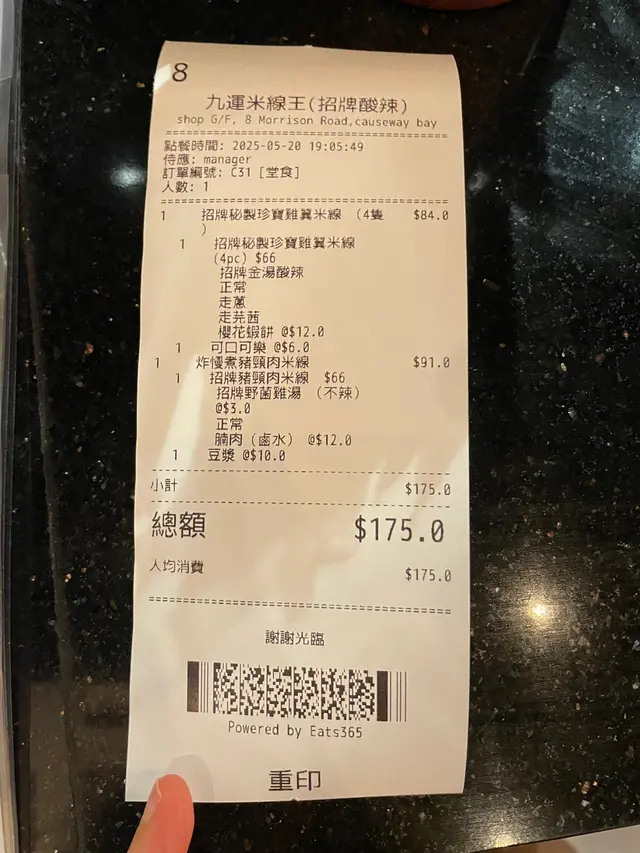 8
九運米線王(招牌酸辣)
shop G/F, 8 Morrison Road,causeway bay
點餐時間: 2025-05-20 19:05:49
侍應: manager
訂單編號: C31 [堂食]
人數: 1
1 招牌秘製珍寶雞翼米線 (4隻 $84.0
)
1 招牌秘製珍寶雞翼米線
(4pc) $66
招牌金湯酸辣
正常
走蔥
走芫茜
櫻花蝦餅 @$12.0
1 可口可樂 @$6.0
1 炸慢煮豬頸肉米線 $91.0
1 招牌豬頸肉米線 $66
招牌野菌雞湯 (不辣)
@$3.0
正常
腩肉 (鹵水) @$12.0
1 豆漿 @$10.0
小計 $175.0
總額 $175.0
人均消費 $175.0
謝謝光臨
Powered by Eats365
重印